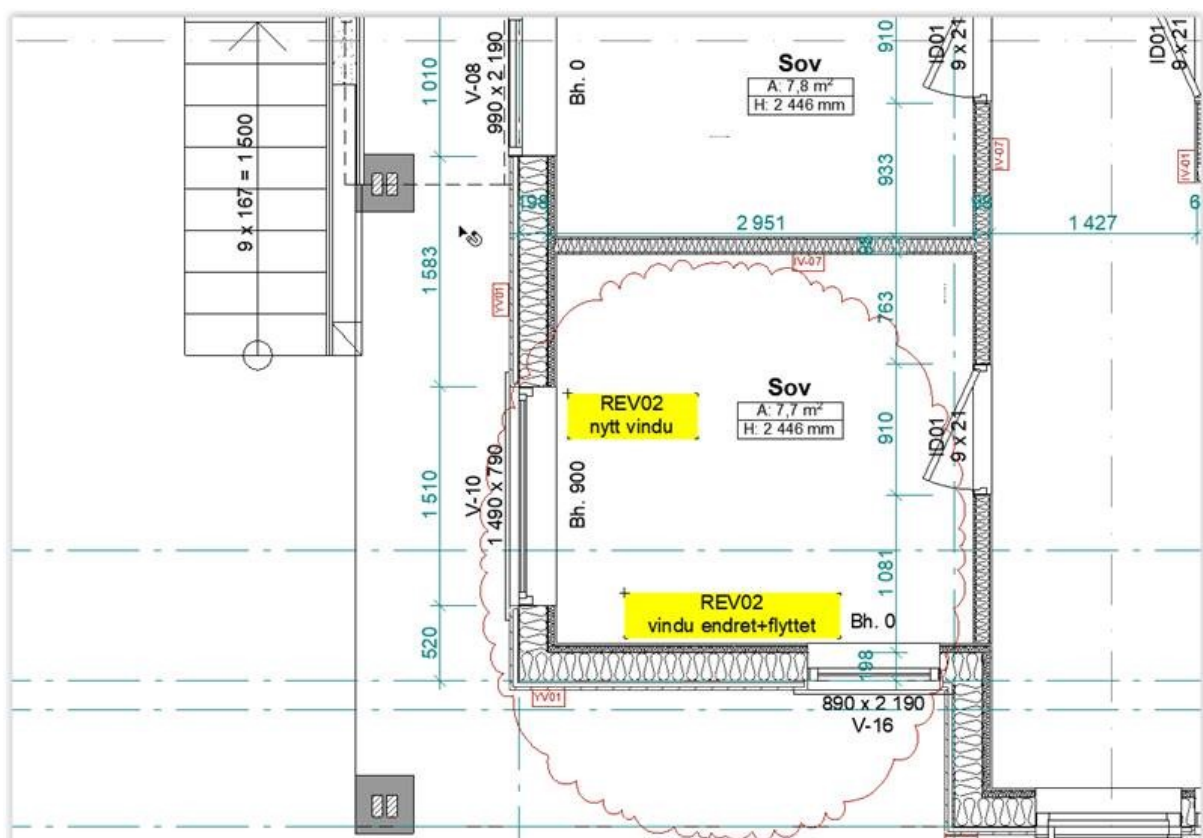 9 x 167 = 1 500
1 010
V-08
990 x 2 190
Bh. 0
Sov
A: 7,8 m²
H: 2 446 mm
910
ID01
9 x 21
ID01
9 x 21
933
IV-07
IV-01
198
2 951
98
1 427
6
98
IV-07
1 583
YV01
763
REV02
nytt vindu
Sov
A: 7,7 m²
H: 2 446 mm
910
ID01
9 x 21
1 510
V-10
1 490 x 790
Bh. 900
1 081
REV02
vindu endret+flyttet
Bh. 0
520
198
YV01
890 x 2 190
V-16